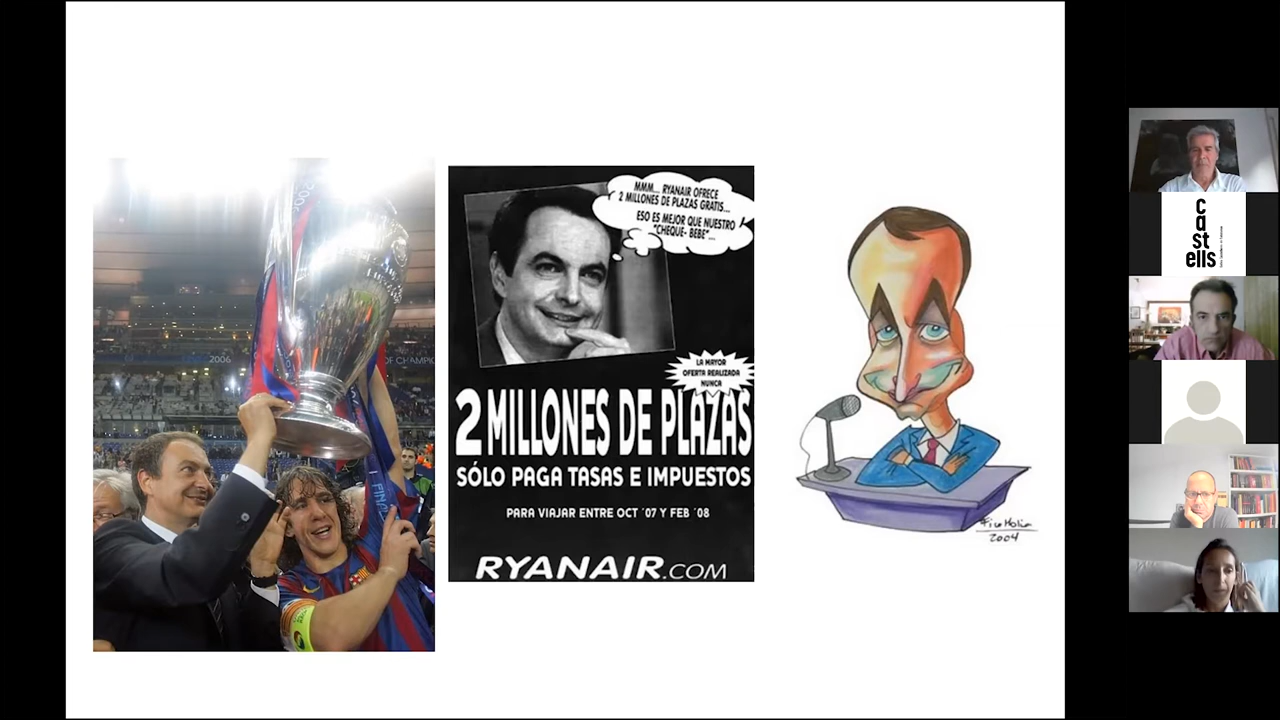 2006
OF CHAMPIO
MMM... RYANAIR OFRECE
2 MILLONES DE PLAZAS GRATIS...
ESO ES MEJOR QUE NUESTRO
"CHEQUE- BEBE"...
LA MAYOR
OFERTA REALIZADA
NUNCA
2 MILLONES DE PLAZAS
SÓLO PAGA TASAS E IMPUESTOS
PARA VIAJAR ENTRE OCT ´07 Y FEB ´08
RYANAIR.COM
2004
c
a
st
ells